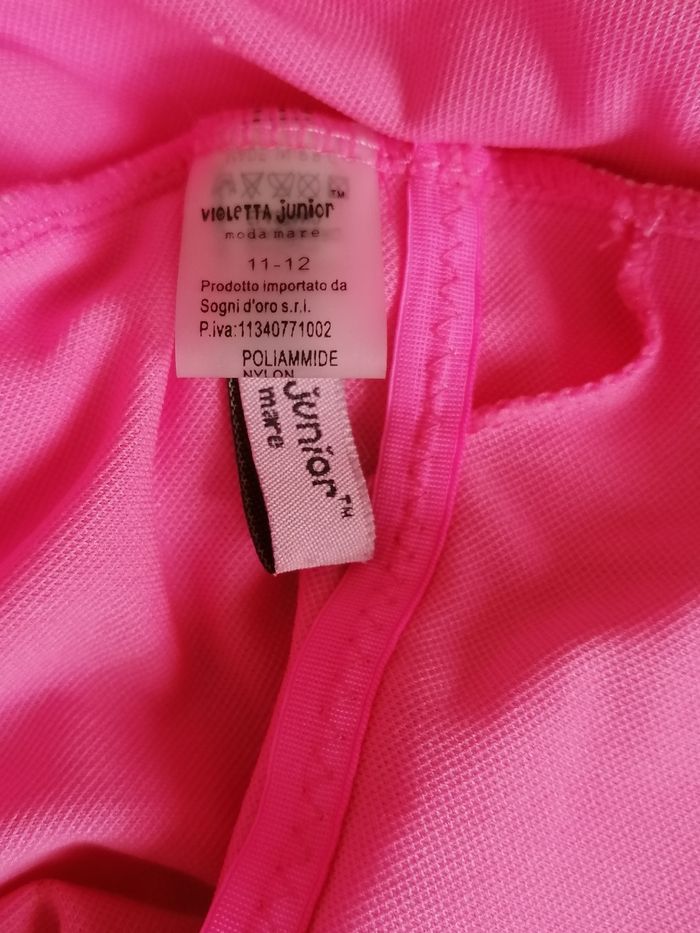 VIOLETTA junior™
moda mare
11-12
Prodotto importato da
Sogni d'oro s.r.l.
P.iva:11340771002
POLIAMMIDE
NYLON
junior™
mare